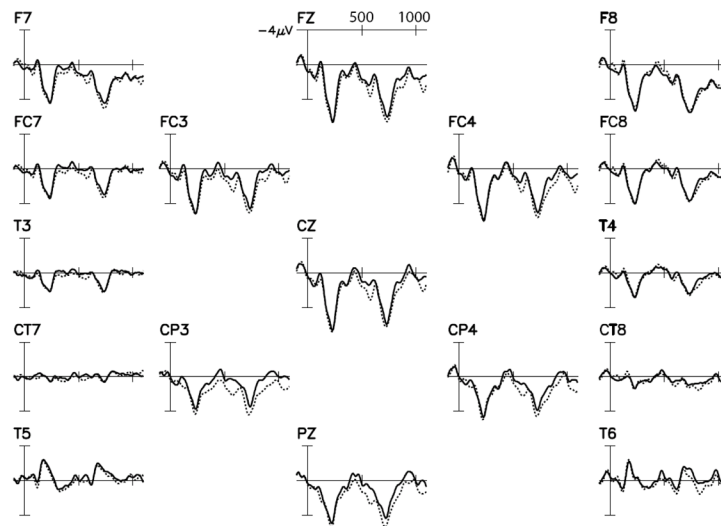 F7 FZ 500 1000 F8
−4μV
FC7 FC3 FC4 FC8
T3 CZ T4
CT7 CP3 CP4 CT8
T5 PZ T6